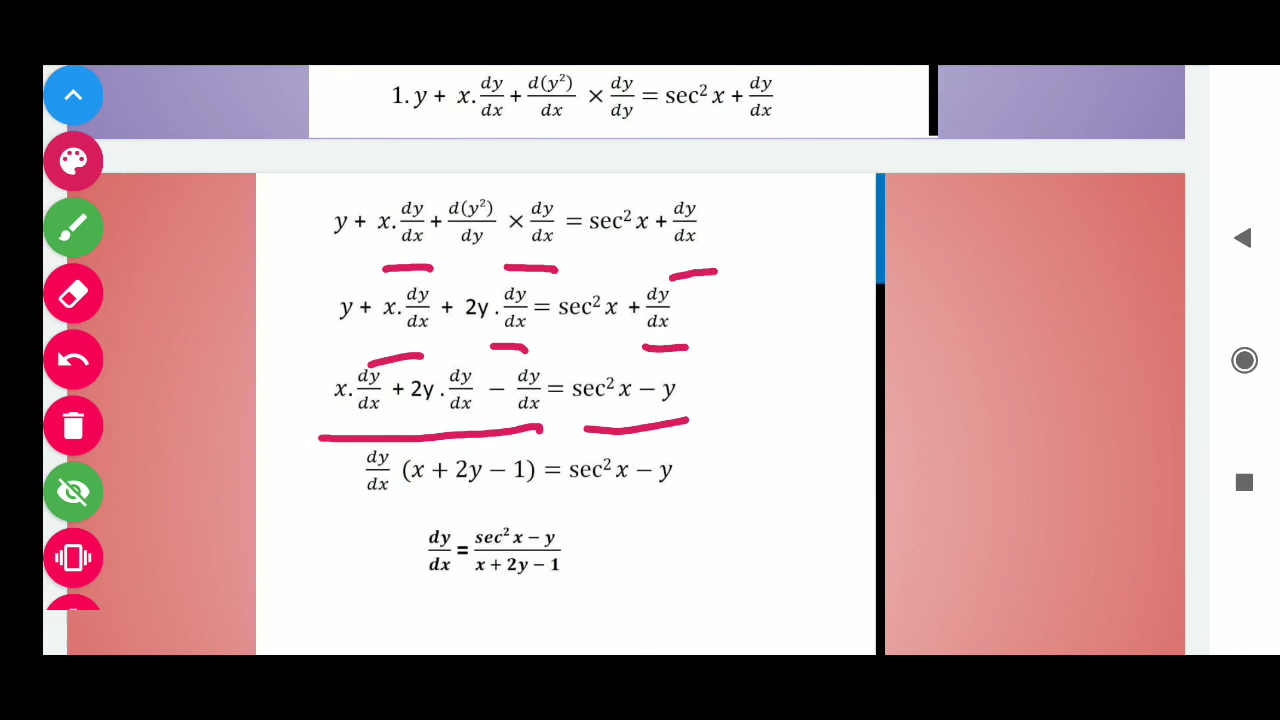 1. y + x. dy/dx + d(y²)/dx × dy/dy = sec² x + dy/dx
y + x. dy/dx + d(y²)/dy × dy/dx = sec² x + dy/dx
y + x. dy/dx + 2y . dy/dx = sec² x + dy/dx
x. dy/dx + 2y . dy/dx − dy/dx = sec² x − y
dy/dx (x + 2y − 1) = sec² x − y
dy/dx = sec² x − y / x + 2y − 1